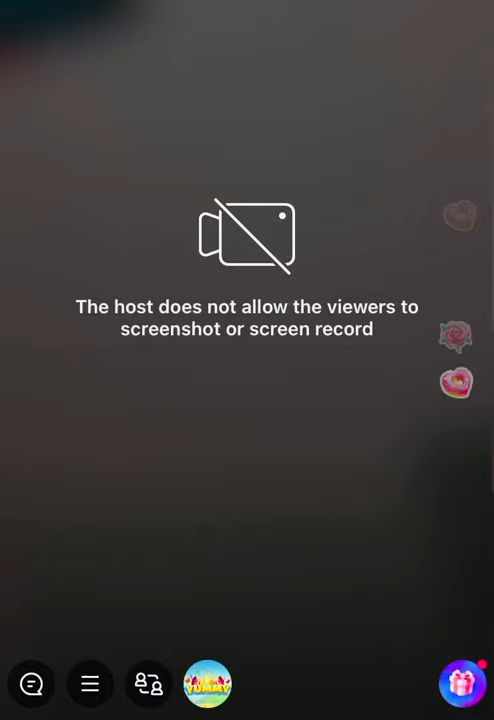 The host does not allow the viewers to
screenshot or screen record
YUMMY